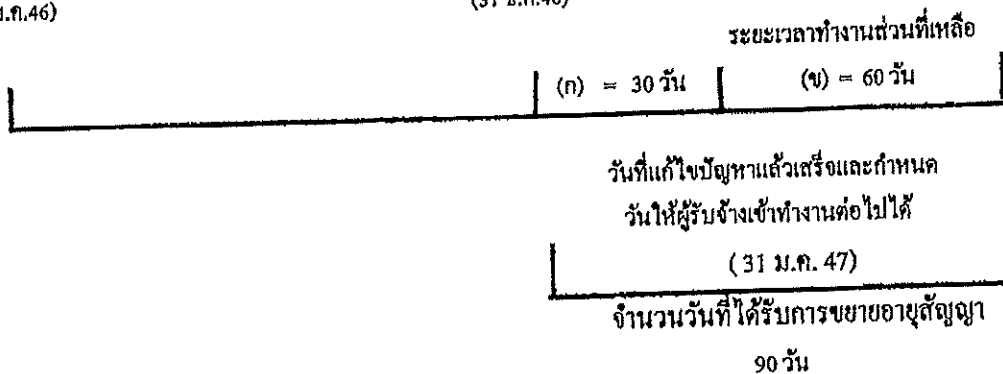 ม.ค.46)
ระยะเวลาทำงานส่วนที่เหลือ
(ก) = 30 วัน
(ข) = 60 วัน
วันที่แก้ไขปัญหาแล้วเสร็จและกำหนด
วันให้ผู้รับจ้างเข้าทำงานต่อไปได้
(31 ม.ค. 47)
จำนวนวันที่ได้รับการขยายอายุสัญญา
90 วัน